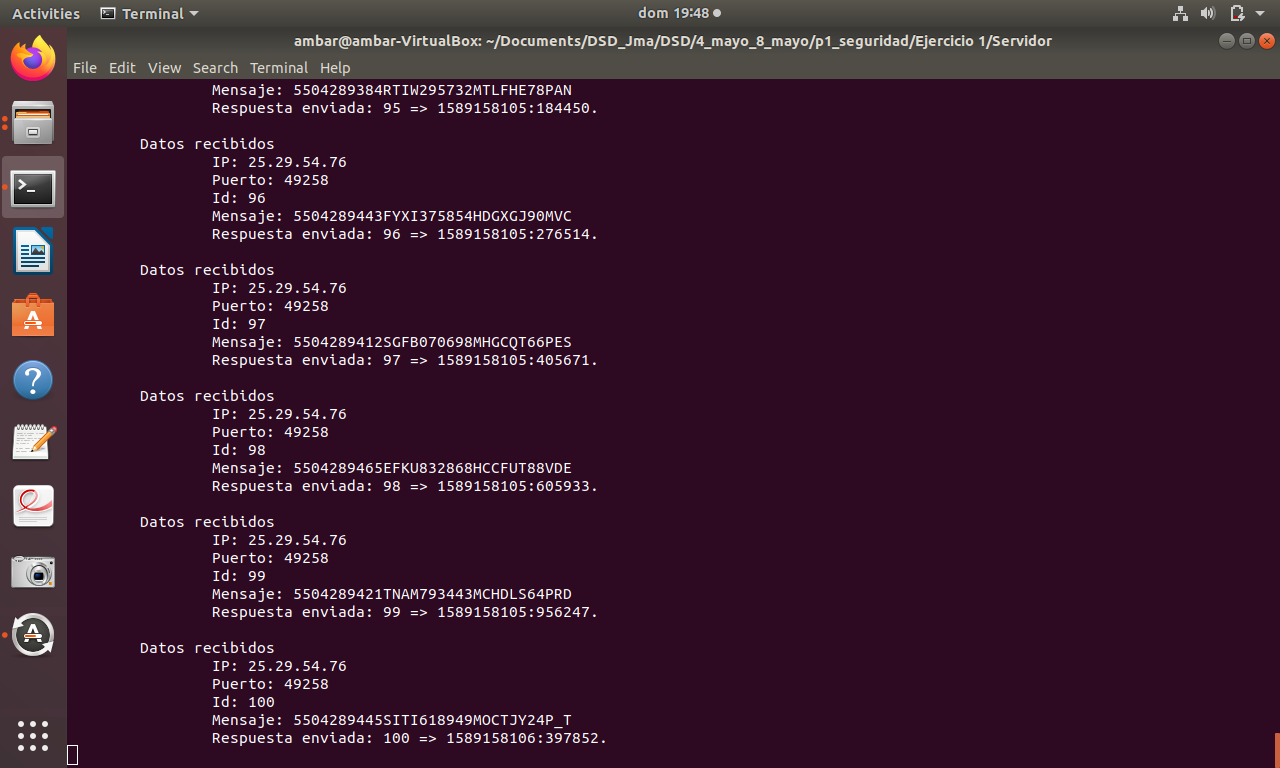 Activities Terminal dom 19:48
ambar@ambar-VirtualBox: ~/Documents/DSD_Jma/DSD/4_mayo_8_mayo/p1_seguridad/Ejercicio 1/Servidor
File Edit View Search Terminal Help
Mensaje: 5504289384RTIW295732MTLFHE78PAN
Respuesta enviada: 95 => 1589158105:184450.
Datos recibidos
IP: 25.29.54.76
Puerto: 49258
Id: 96
Mensaje: 5504289443FYXI375854HDGXGJ90MVC
Respuesta enviada: 96 => 1589158105:276514.
Datos recibidos
IP: 25.29.54.76
Puerto: 49258
Id: 97
Mensaje: 5504289412SGFB070698MHGCQT66PES
Respuesta enviada: 97 => 1589158105:405671.
Datos recibidos
IP: 25.29.54.76
Puerto: 49258
Id: 98
Mensaje: 5504289465EFKU832868HCCFUT88VDE
Respuesta enviada: 98 => 1589158105:605933.
Datos recibidos
IP: 25.29.54.76
Puerto: 49258
Id: 99
Mensaje: 5504289421TNAM793443MCHDLS64PRD
Respuesta enviada: 99 => 1589158105:956247.
Datos recibidos
IP: 25.29.54.76
Puerto: 49258
Id: 100
Mensaje: 5504289445SITI618949MOCTJY24P_T
Respuesta enviada: 100 => 1589158106:397852.